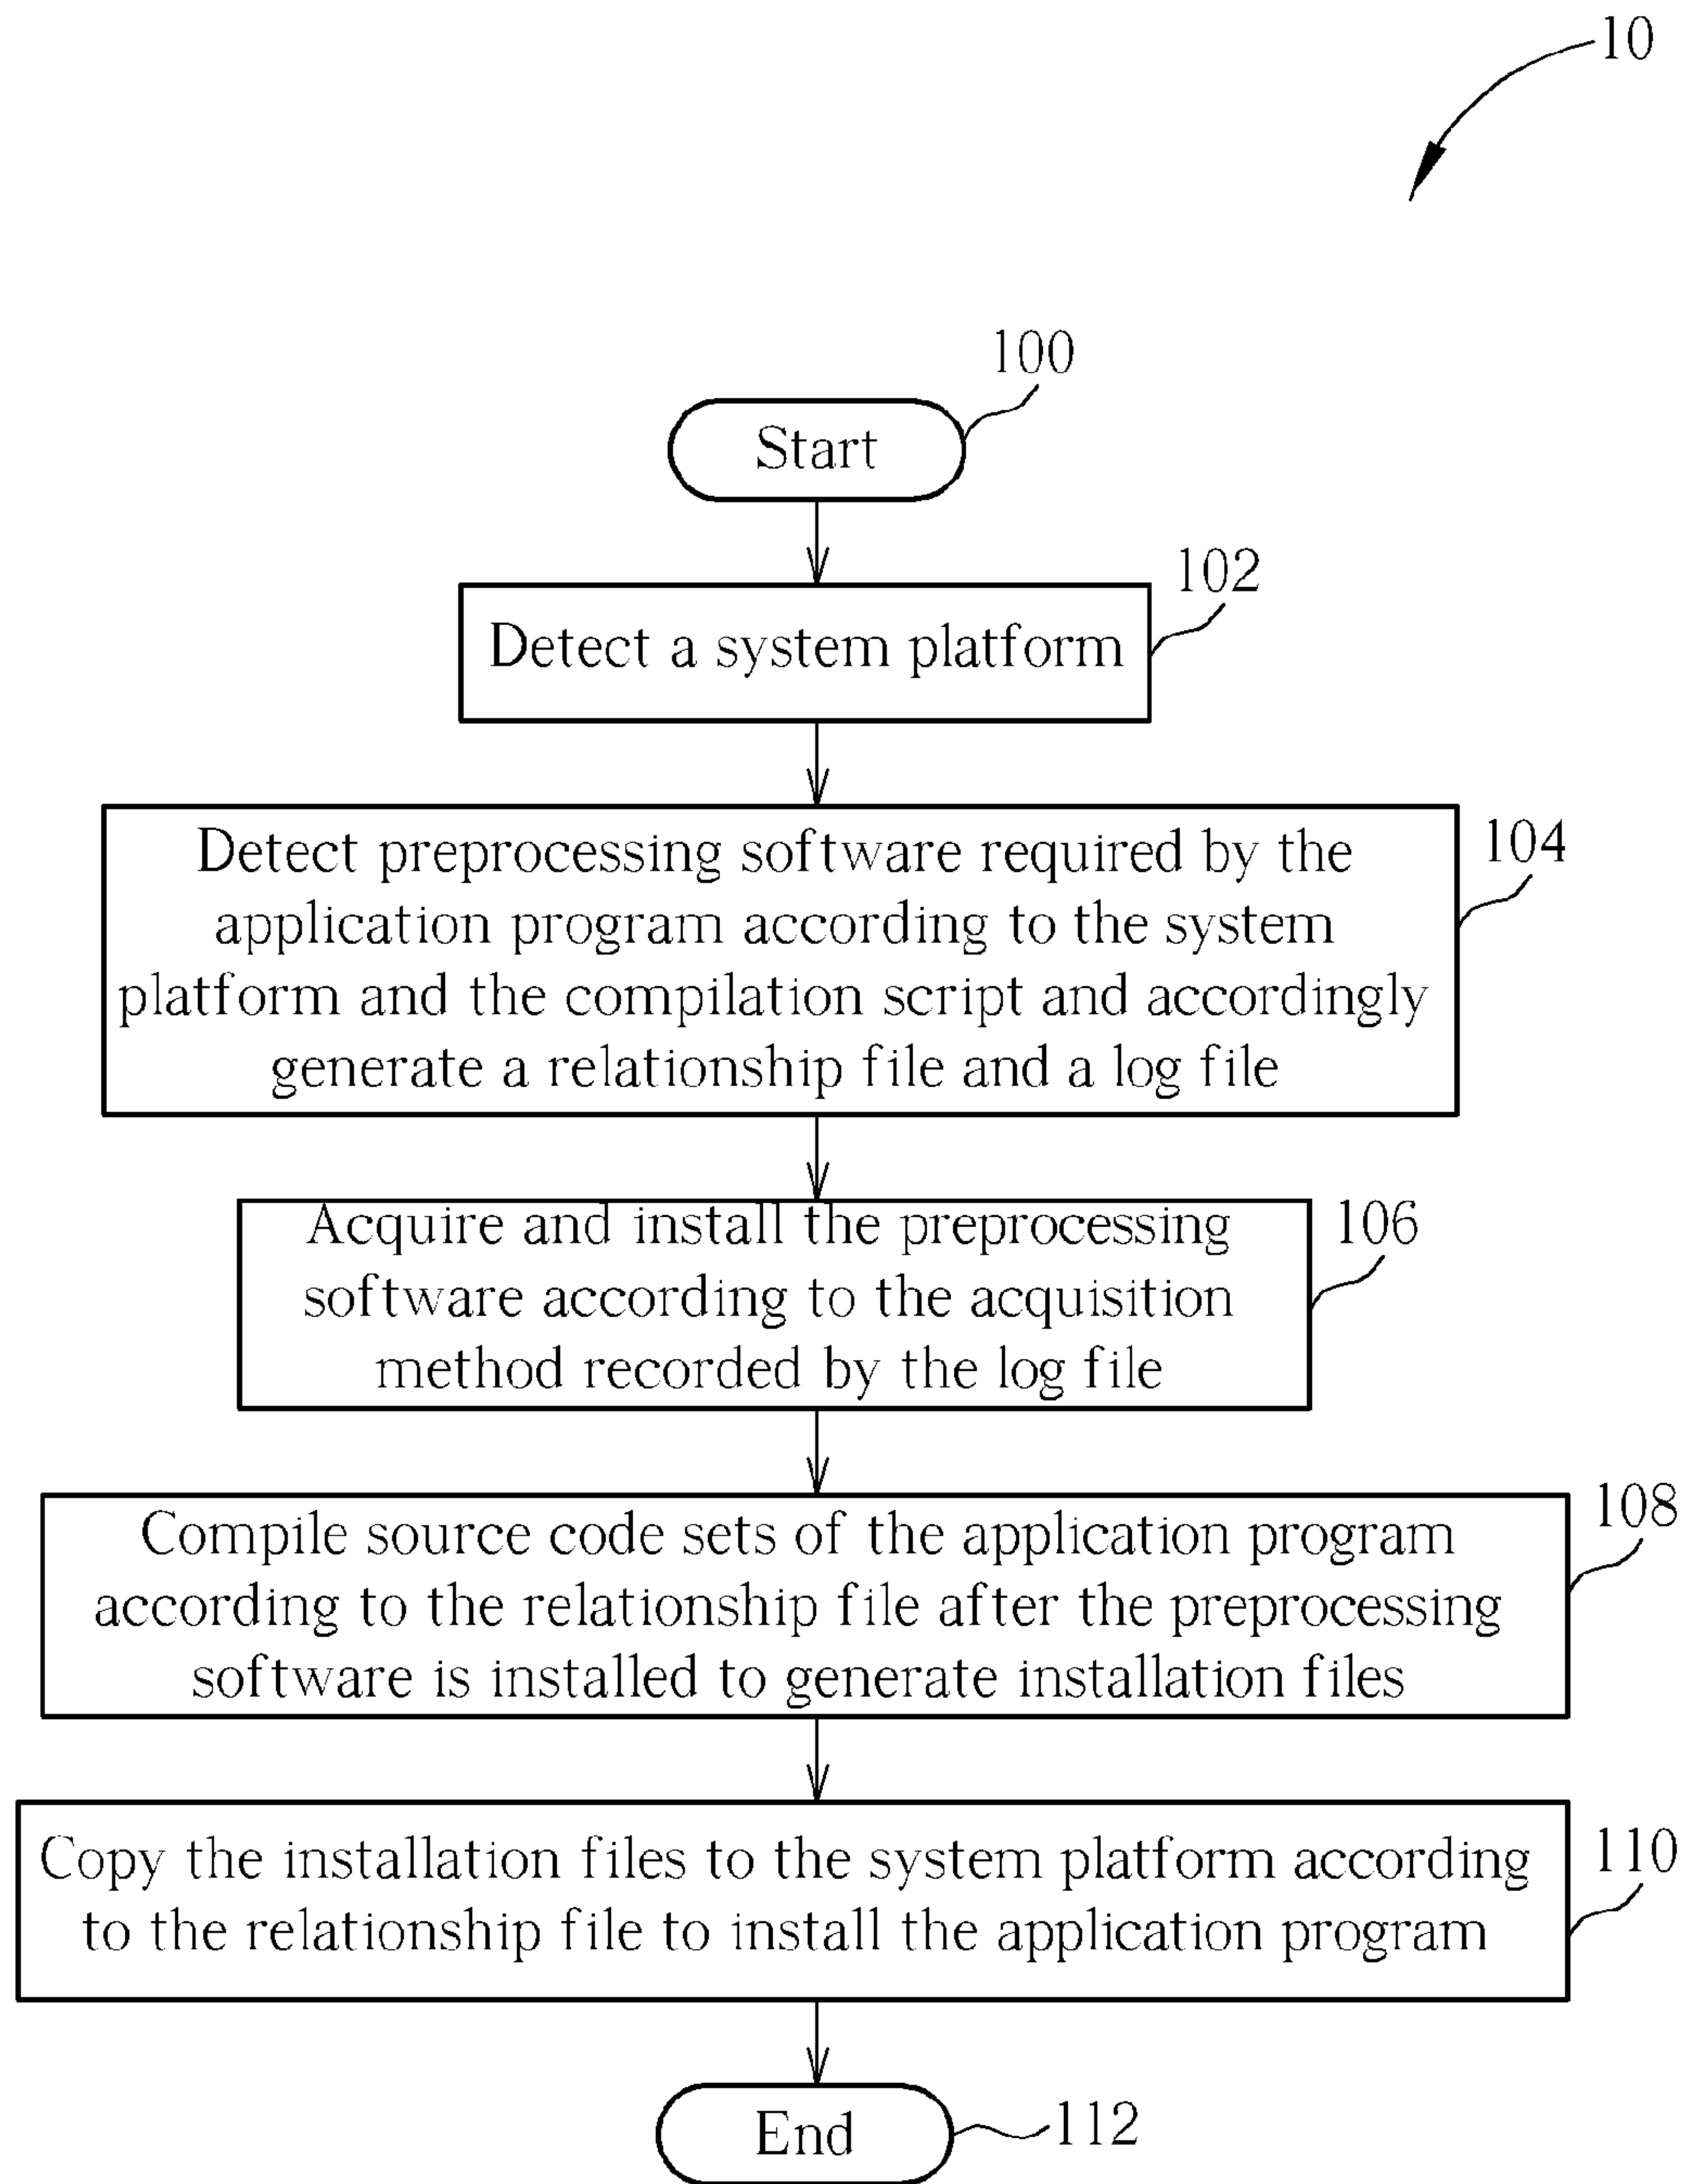 10
100
Start
102
Detect a system platform
104
Detect preprocessing software required by the
application program according to the system
platform and the compilation script and accordingly
generate a relationship file and a log file
106
Acquire and install the preprocessing
software according to the acquisition
method recorded by the log file
108
Compile source code sets of the application program
according to the relationship file after the preprocessing
software is installed to generate installation files
110
Copy the installation files to the system platform according
to the relationship file to install the application program
End
112